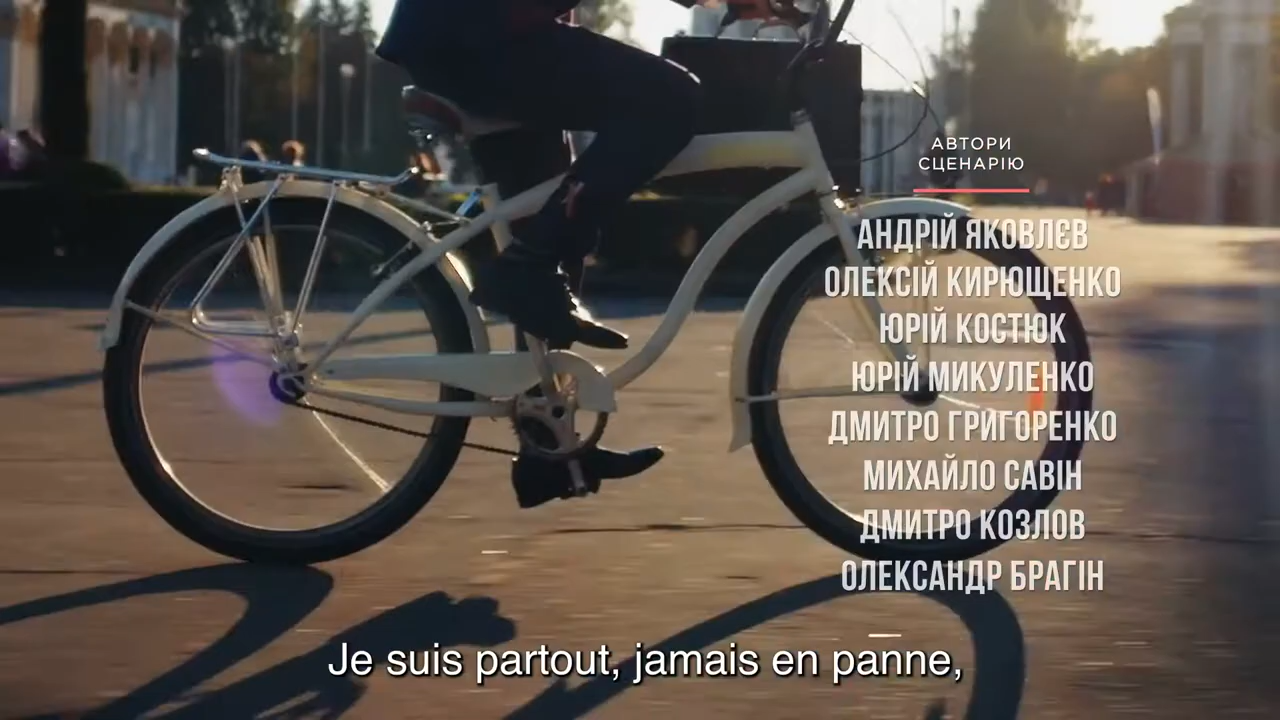 АВТОРИ
СЦЕНАРІЮ
АНДРІЙ ЯКОВЛЄВ
ОЛЕКСІЙ КИРЮЩЕНКО
ЮРІЙ КОСТЮК
ЮРІЙ МИКУЛЕНКО
ДМИТРО ГРИГОРЕНКО
МИХАЙЛО САВІН
ДМИТРО КОЗЛОВ
ОЛЕКСАНДР БРАГІН
Je suis partout, jamais en panne,